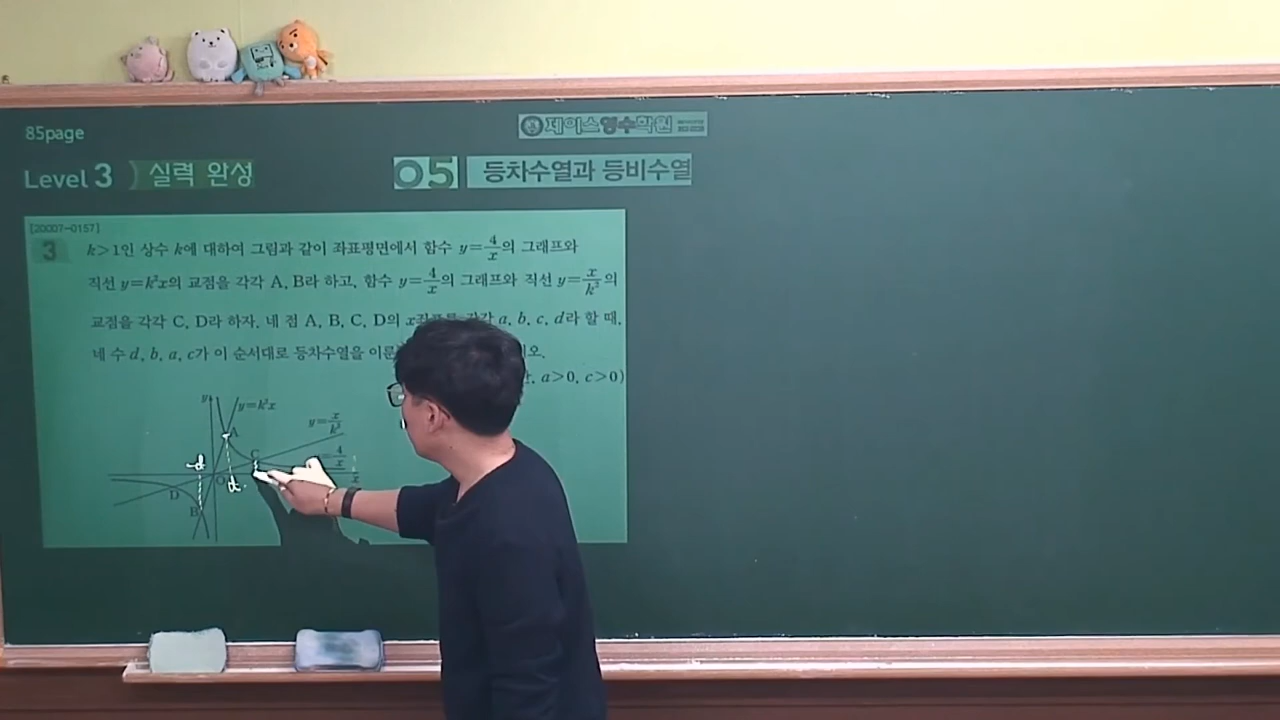 85page
제이스영수학원
Level 3 실력 완성
05 등차수열과 등비수열
[20007-0157]
3 k>1인 상수 k에 대하여 그림과 같이 좌표평면에서 함수 y=4/x의 그래프와
직선 y=k²x의 교점을 각각 A, B라 하고, 함수 y=4/x의 그래프와 직선 y=x/k²의
교점을 각각 C, D라 하자. 네 점 A, B, C, D의 x좌표를 각각 a, b, c, d라 할 때,
네 수 d, b, a, c가 이 순서대로 등차수열을 이룬 오.
, a>0, c>0)
y y=k²x
y=x/k²
A
C
4/x
O x
D
B